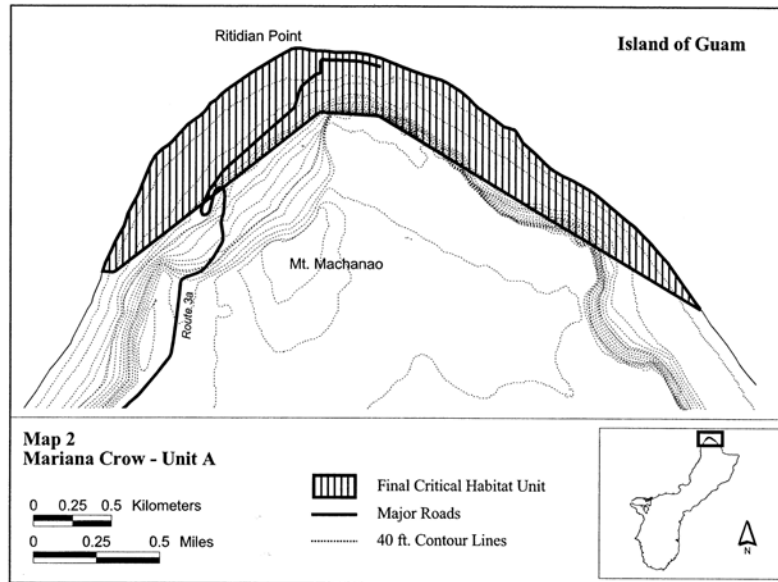 Ritidian Point
Island of Guam
Mt. Machanao
Route 3a
Map 2
Mariana Crow - Unit A
0 0.25 0.5 Kilometers
0 0.25 0.5 Miles
Final Critical Habitat Unit
Major Roads
40 ft. Contour Lines
N